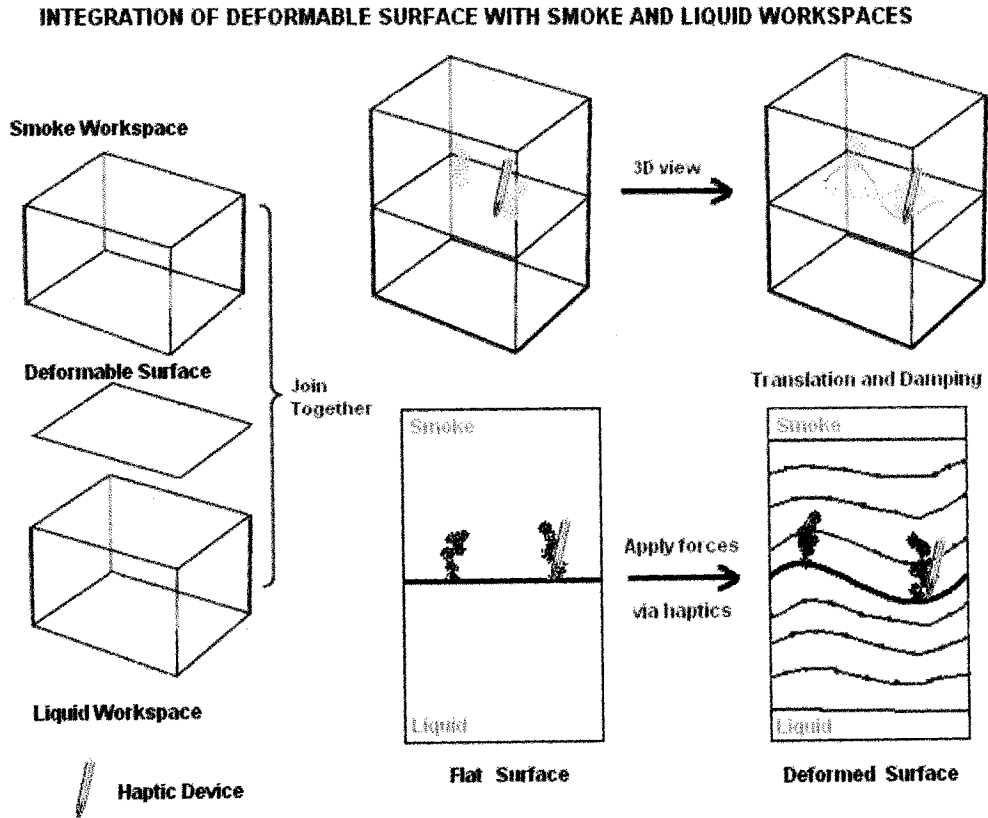 INTEGRATION OF DEFORMABLE SURFACE WITH SMOKE AND LIQUID WORKSPACES
Smoke Workspace
Deformable Surface
Liquid Workspace
Haptic Device
Join
Together
3D view
Translation and Damping
Smoke
Liquid
Flat Surface
Apply forces
via haptics
Smoke
Liquid
Deformed Surface